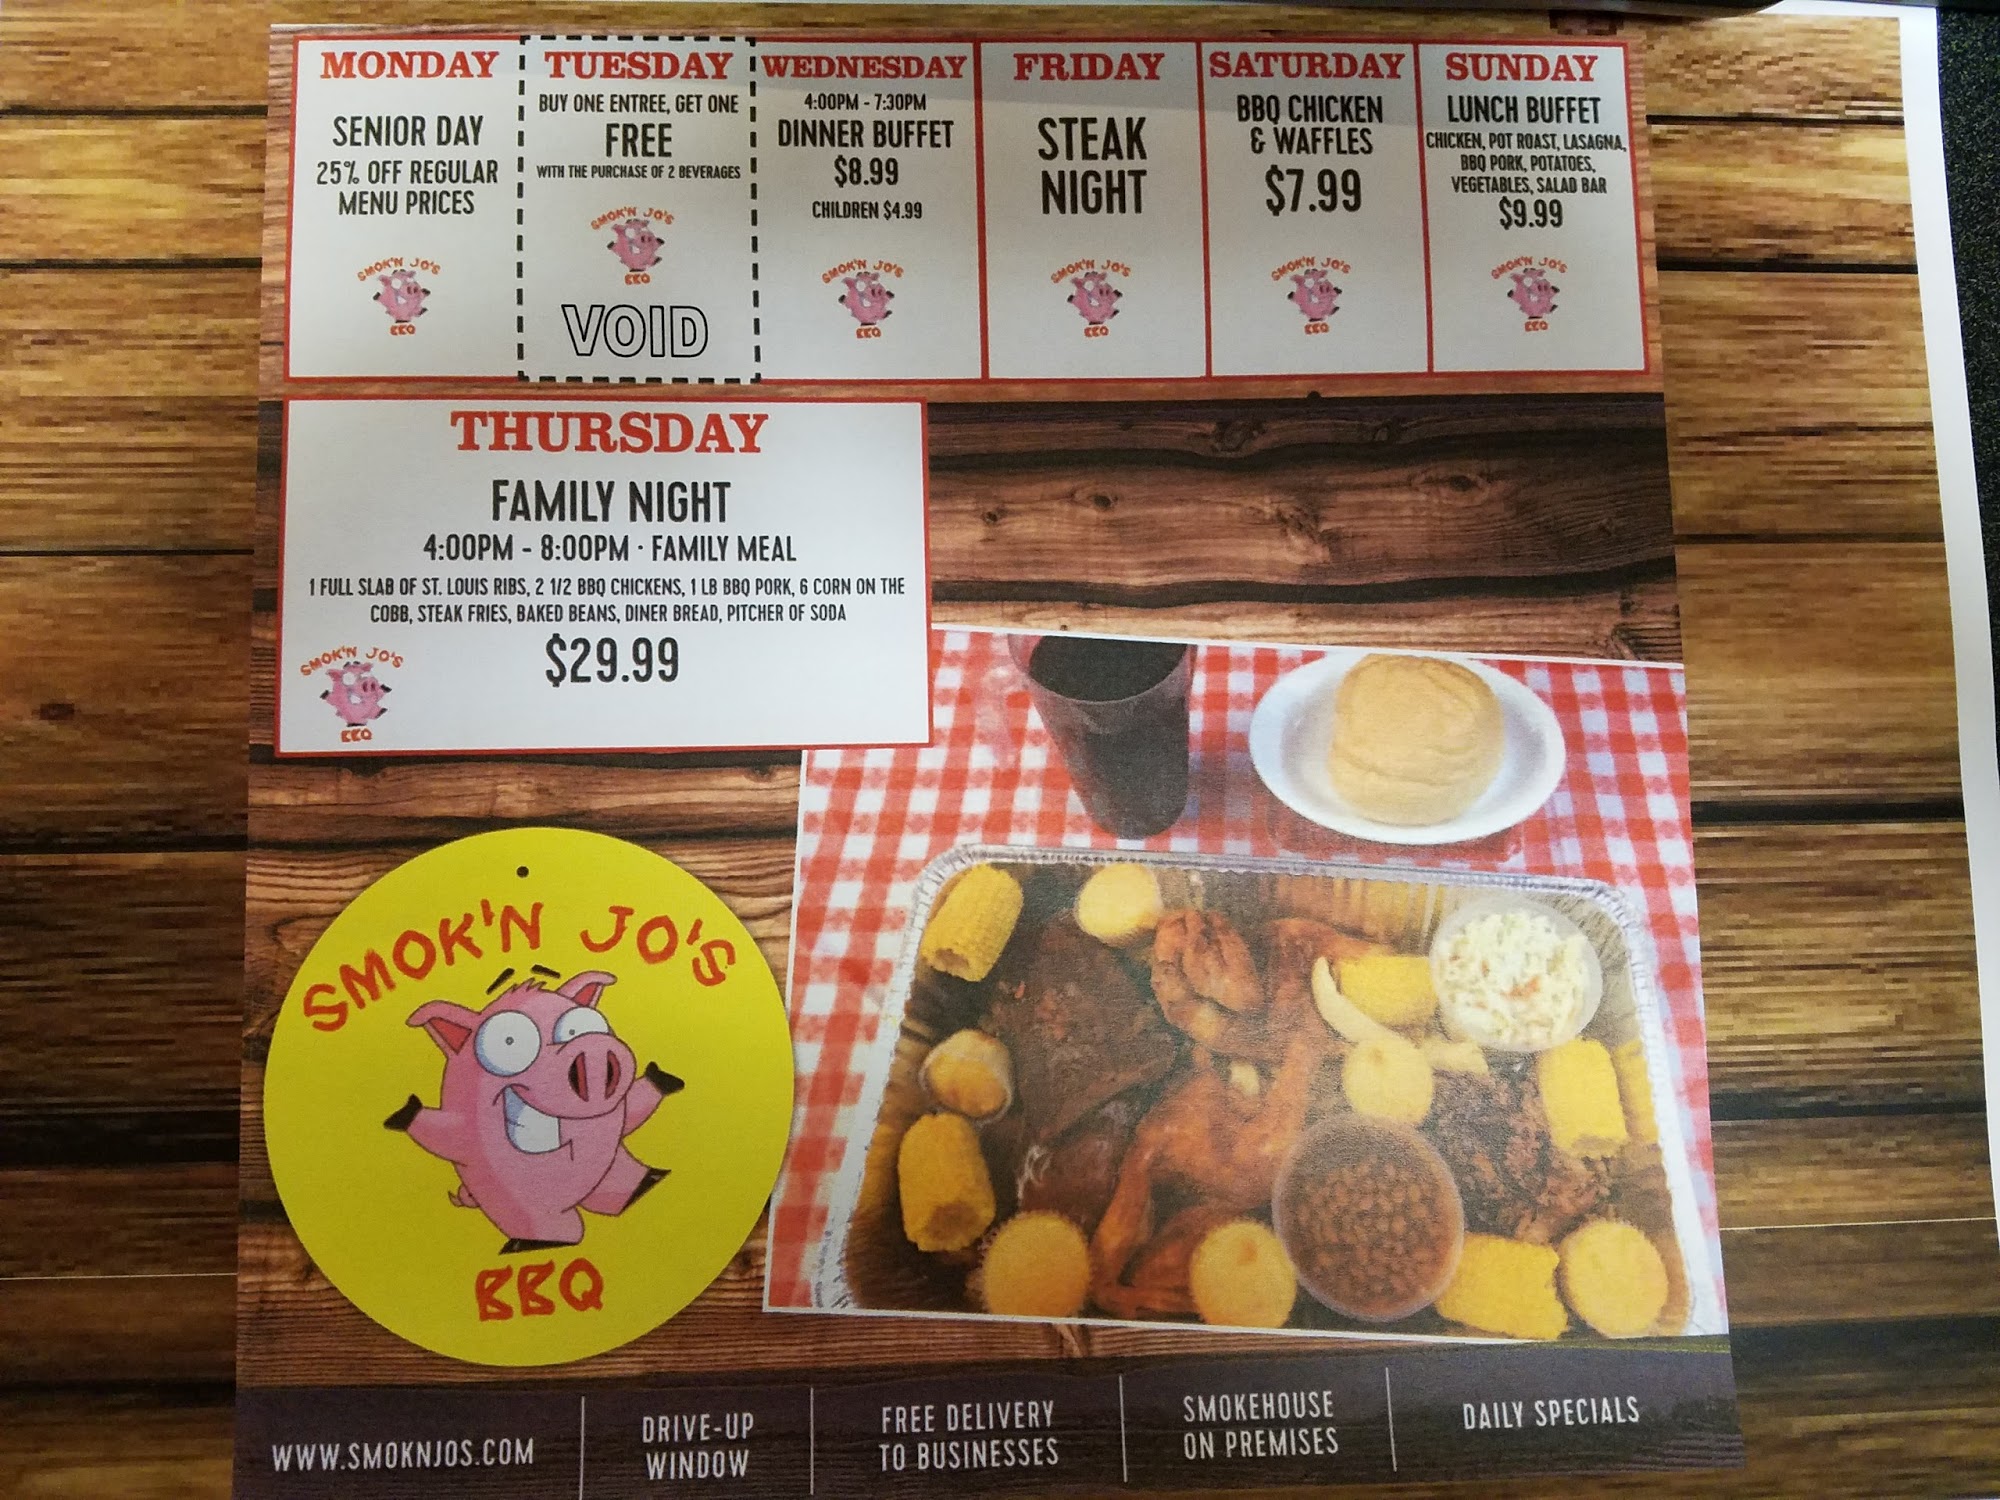 MONDAY
SENIOR DAY
25% OFF REGULAR
MENU PRICES
SMOK'N JO'S
BBQ
TUESDAY
BUY ONE ENTREE, GET ONE
FREE
WITH THE PURCHASE OF 2 BEVERAGES
SMOK'N JO'S
BBQ
VOID
WEDNESDAY
4:00PM - 7:30PM
DINNER BUFFET
$8.99
CHILDREN $4.99
SMOK'N JO'S
BBQ
FRIDAY
STEAK
NIGHT
SMOK'N JO'S
BBQ
SATURDAY
BBQ CHICKEN
& WAFFLES
$7.99
SMOK'N JO'S
BBQ
SUNDAY
LUNCH BUFFET
CHICKEN, POT ROAST, LASAGNA,
BBQ PORK, POTATOES,
VEGETABLES, SALAD BAR
$9.99
SMOK'N JO'S
BBQ
THURSDAY
FAMILY NIGHT
4:00PM - 8:00PM · FAMILY MEAL
1 FULL SLAB OF ST. LOUIS RIBS, 2 1/2 BBQ CHICKENS, 1 LB BBQ PORK, 6 CORN ON THE
COBB, STEAK FRIES, BAKED BEANS, DINER BREAD, PITCHER OF SODA
$29.99
SMOK'N JO'S
BBQ
SMOK'N JO'S
BBQ
WWW.SMOKNJOS.COM
DRIVE-UP
WINDOW
FREE DELIVERY
TO BUSINESSES
SMOKEHOUSE
ON PREMISES
DAILY SPECIALS